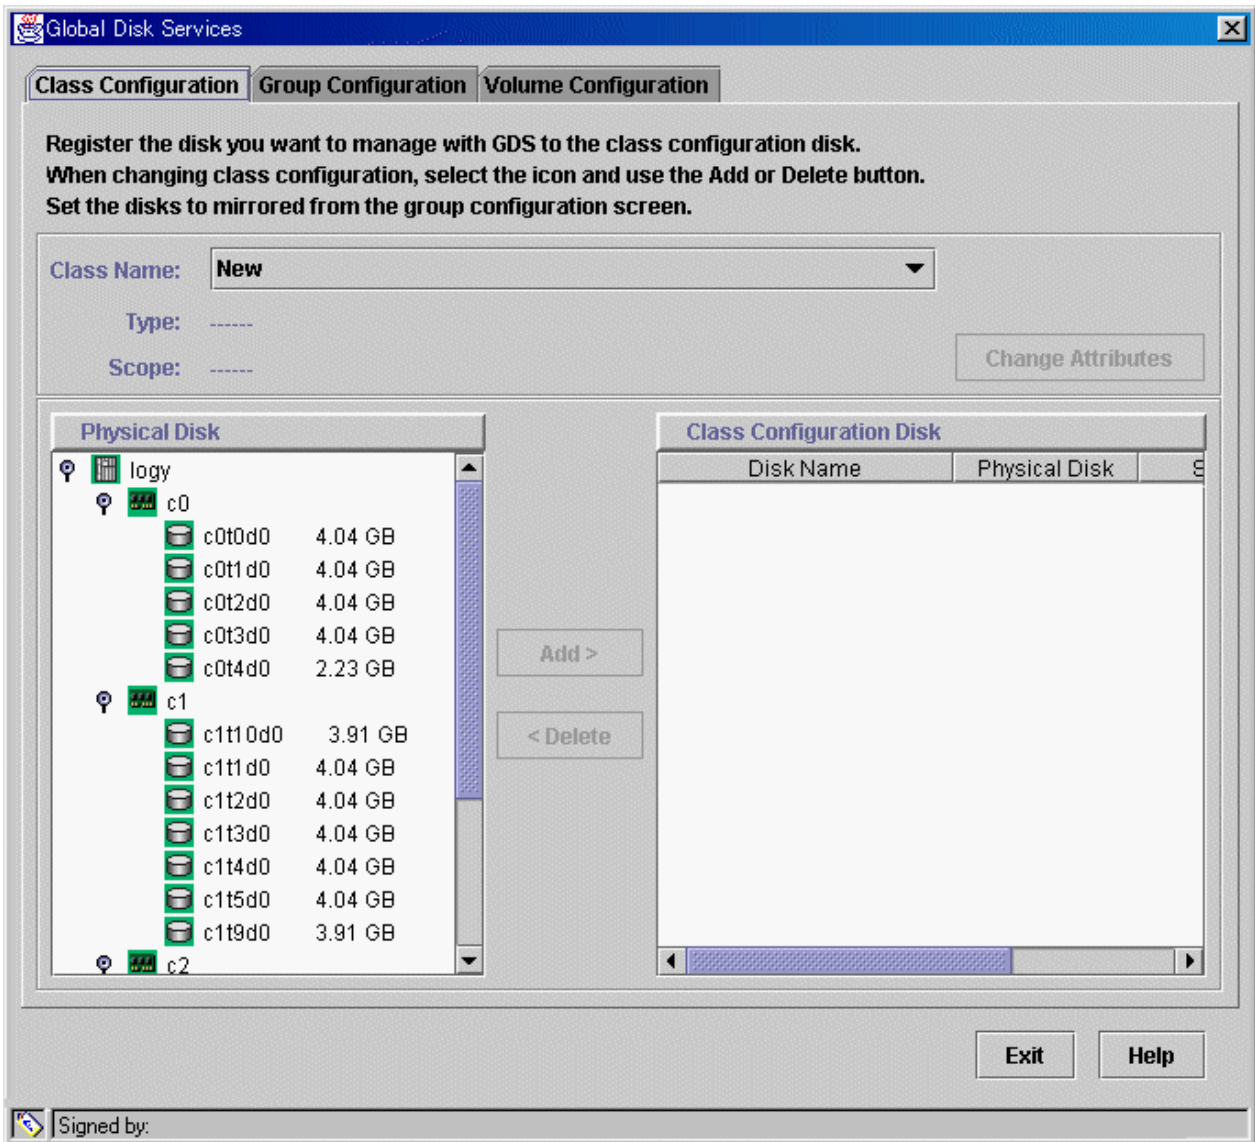 Global Disk Services
Class Configuration Group Configuration Volume Configuration
Register the disk you want to manage with GDS to the class configuration disk.
When changing class configuration, select the icon and use the Add or Delete button.
Set the disks to mirrored from the group configuration screen.
Class Name: New
Type: ------
Scope: ------
Change Attributes
Physical Disk
logy
c0
c0t0d0 4.04 GB
c0t1d0 4.04 GB
c0t2d0 4.04 GB
c0t3d0 4.04 GB
c0t4d0 2.23 GB
c1
c1t10d0 3.91 GB
c1t1d0 4.04 GB
c1t2d0 4.04 GB
c1t3d0 4.04 GB
c1t4d0 4.04 GB
c1t5d0 4.04 GB
c1t9d0 3.91 GB
c2
Add >
< Delete
Class Configuration Disk
Disk Name Physical Disk S
Exit Help
Signed by: